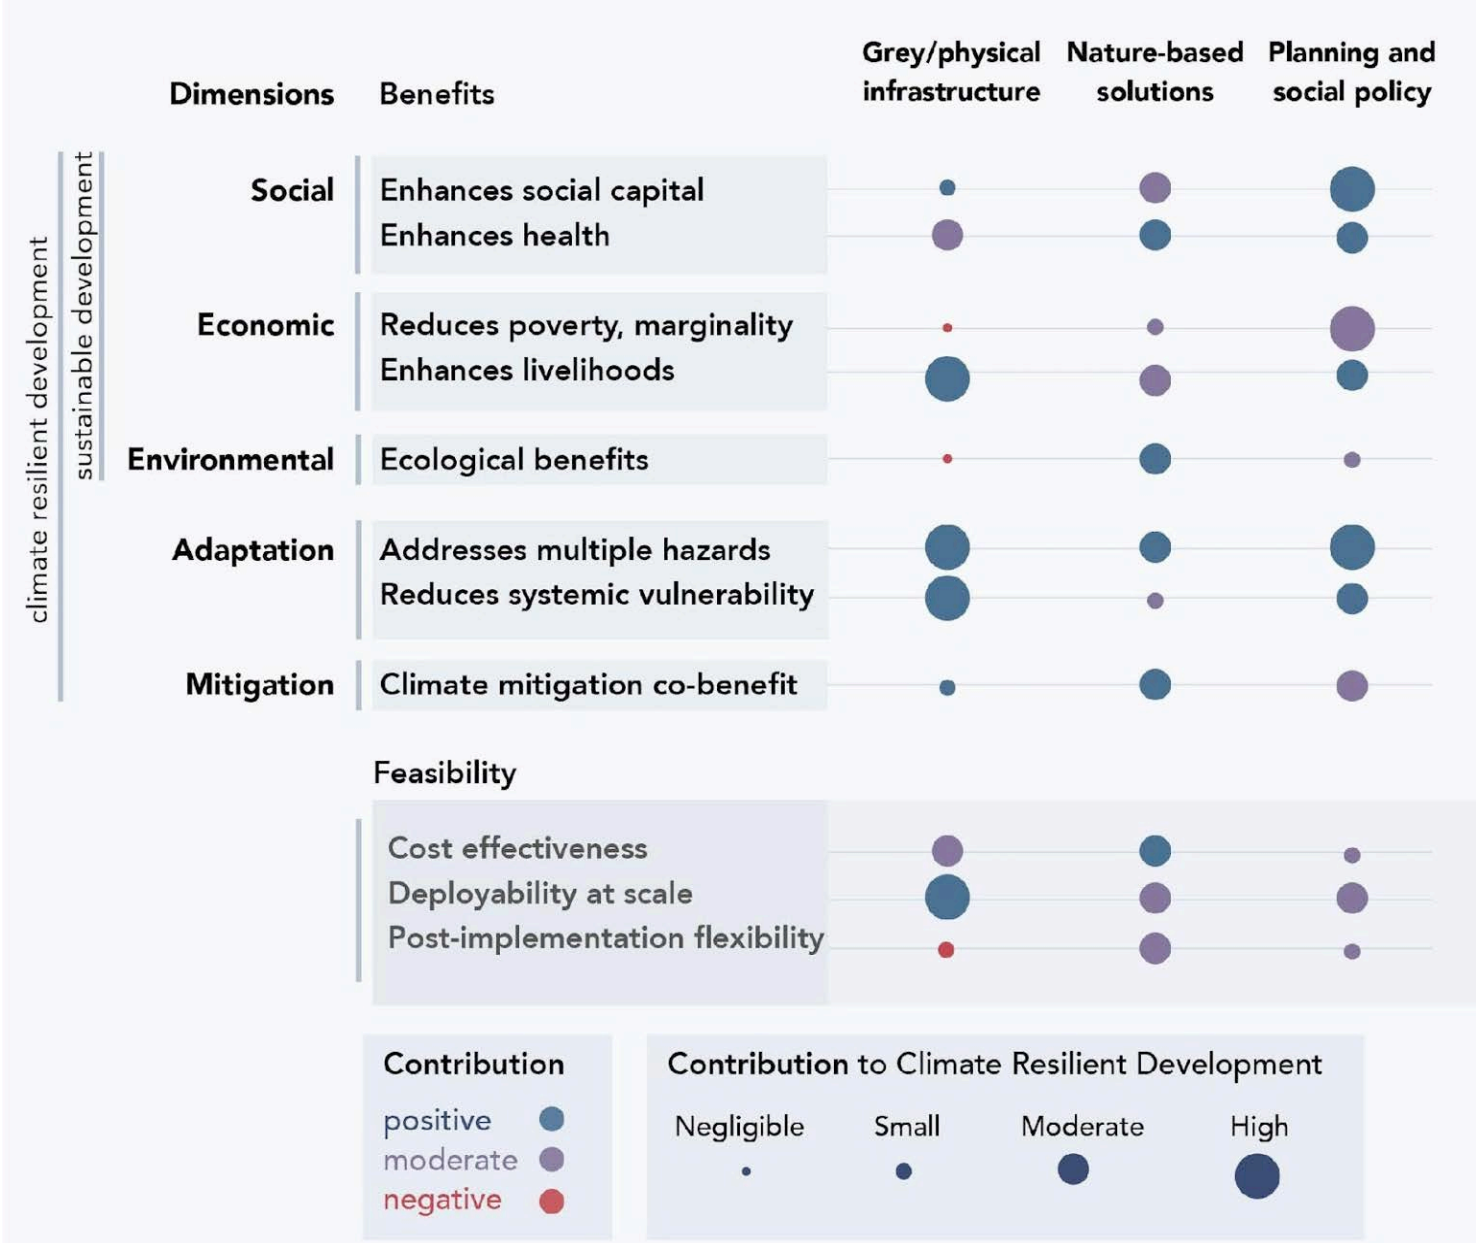 Grey/physical infrastructure
Nature-based solutions
Planning and social policy
Dimensions Benefits
climate resilient development
sustainable development
Social Enhances social capital
Enhances health
Economic Reduces poverty, marginality
Enhances livelihoods
Environmental Ecological benefits
Adaptation Addresses multiple hazards
Reduces systemic vulnerability
Mitigation Climate mitigation co-benefit
Feasibility
Cost effectiveness
Deployability at scale
Post-implementation flexibility
Contribution
positive
moderate
negative
Contribution to Climate Resilient Development
Negligible Small Moderate High